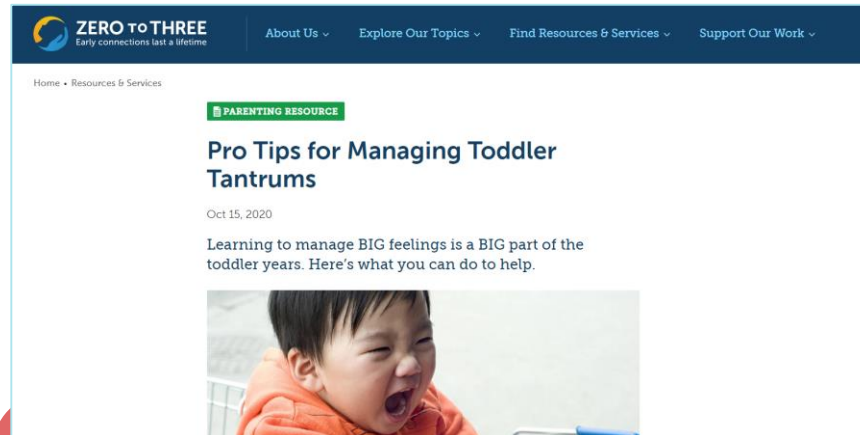 ZERO TO THREE
Early connections last a lifetime
About Us
Explore Our Topics
Find Resources & Services
Support Our Work
Home • Resources & Services
PARENTING RESOURCE
Pro Tips for Managing Toddler
Tantrums
Oct 15, 2020
Learning to manage BIG feelings is a BIG part of the
toddler years. Here's what you can do to help.